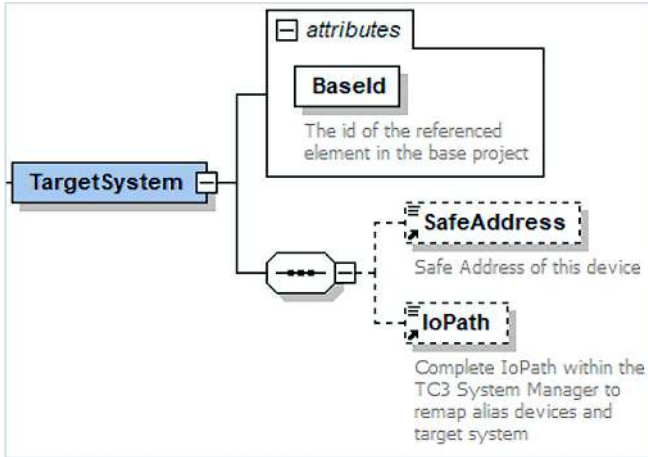 attributes
BaseId
The id of the referenced
element in the base project
TargetSystem
SafeAddress
Safe Address of this device
IoPath
Complete IoPath within the
TC3 System Manager to
remap alias devices and
target system